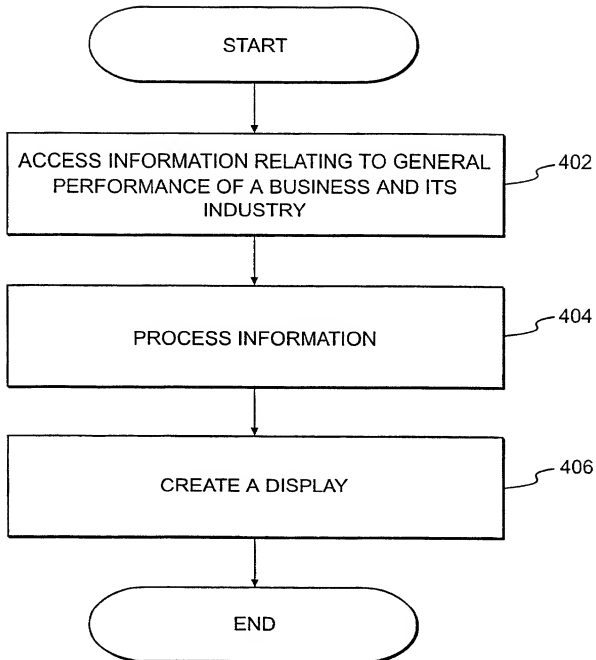 START
ACCESS INFORMATION RELATING TO GENERAL
PERFORMANCE OF A BUSINESS AND ITS
INDUSTRY
402
PROCESS INFORMATION
404
CREATE A DISPLAY
406
END